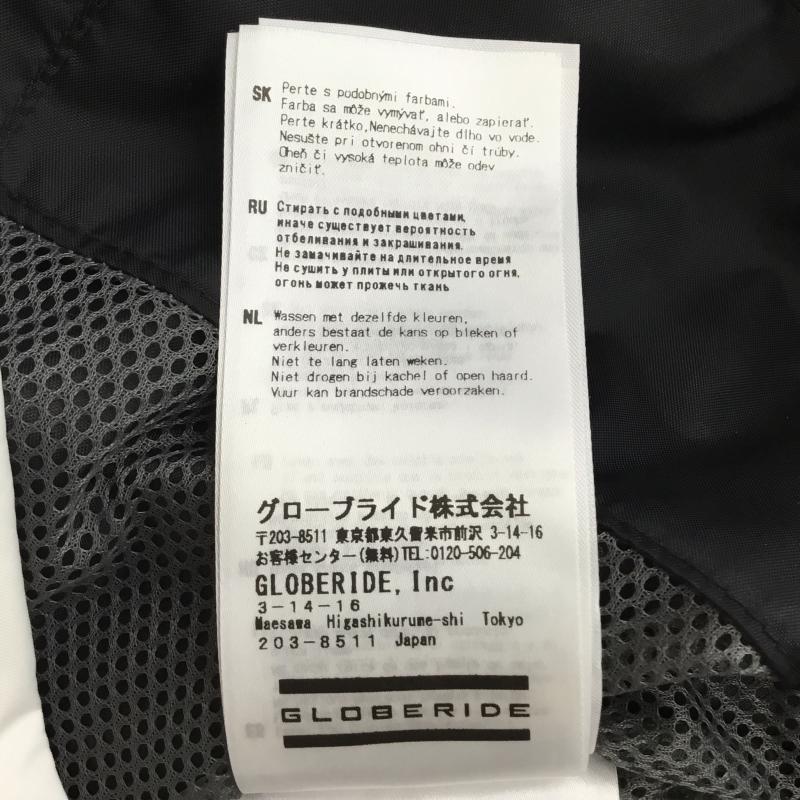 SK Perte s podobnými farbami.
Farba sa môže vymývať, alebo zapierať.
Perte krátko,Nenechávajte dlho vo vode.
Nesušte pri otvorenom ohni čí trúby.
Oheň čí vysoká teplota môže odev
zničiť.
RU Стирать с подобными цветами,
иначе существует вероятность
отбеливания и закрашивания.
Не замачивайте на длительное время
Не сушить у плиты или открытого огня,
огонь может прожечь ткань
NL Wassen met dezelfde kleuren,
anders bestaat de kans op bleken of
verkleuren.
Niet te lang laten weken.
Niet drogen bij kachel of open haard.
Vuur kan brandschade veroorzaken.
グローブライド株式会社
〒203-8511 東京都東久留米市前沢 3-14-16
お客様センター(無料)TEL:0120-506-204
GLOBERIDE, Inc
3-14-16
Maesawa Higashikurume-shi Tokyo
203-8511 Japan
GLOBERIDE